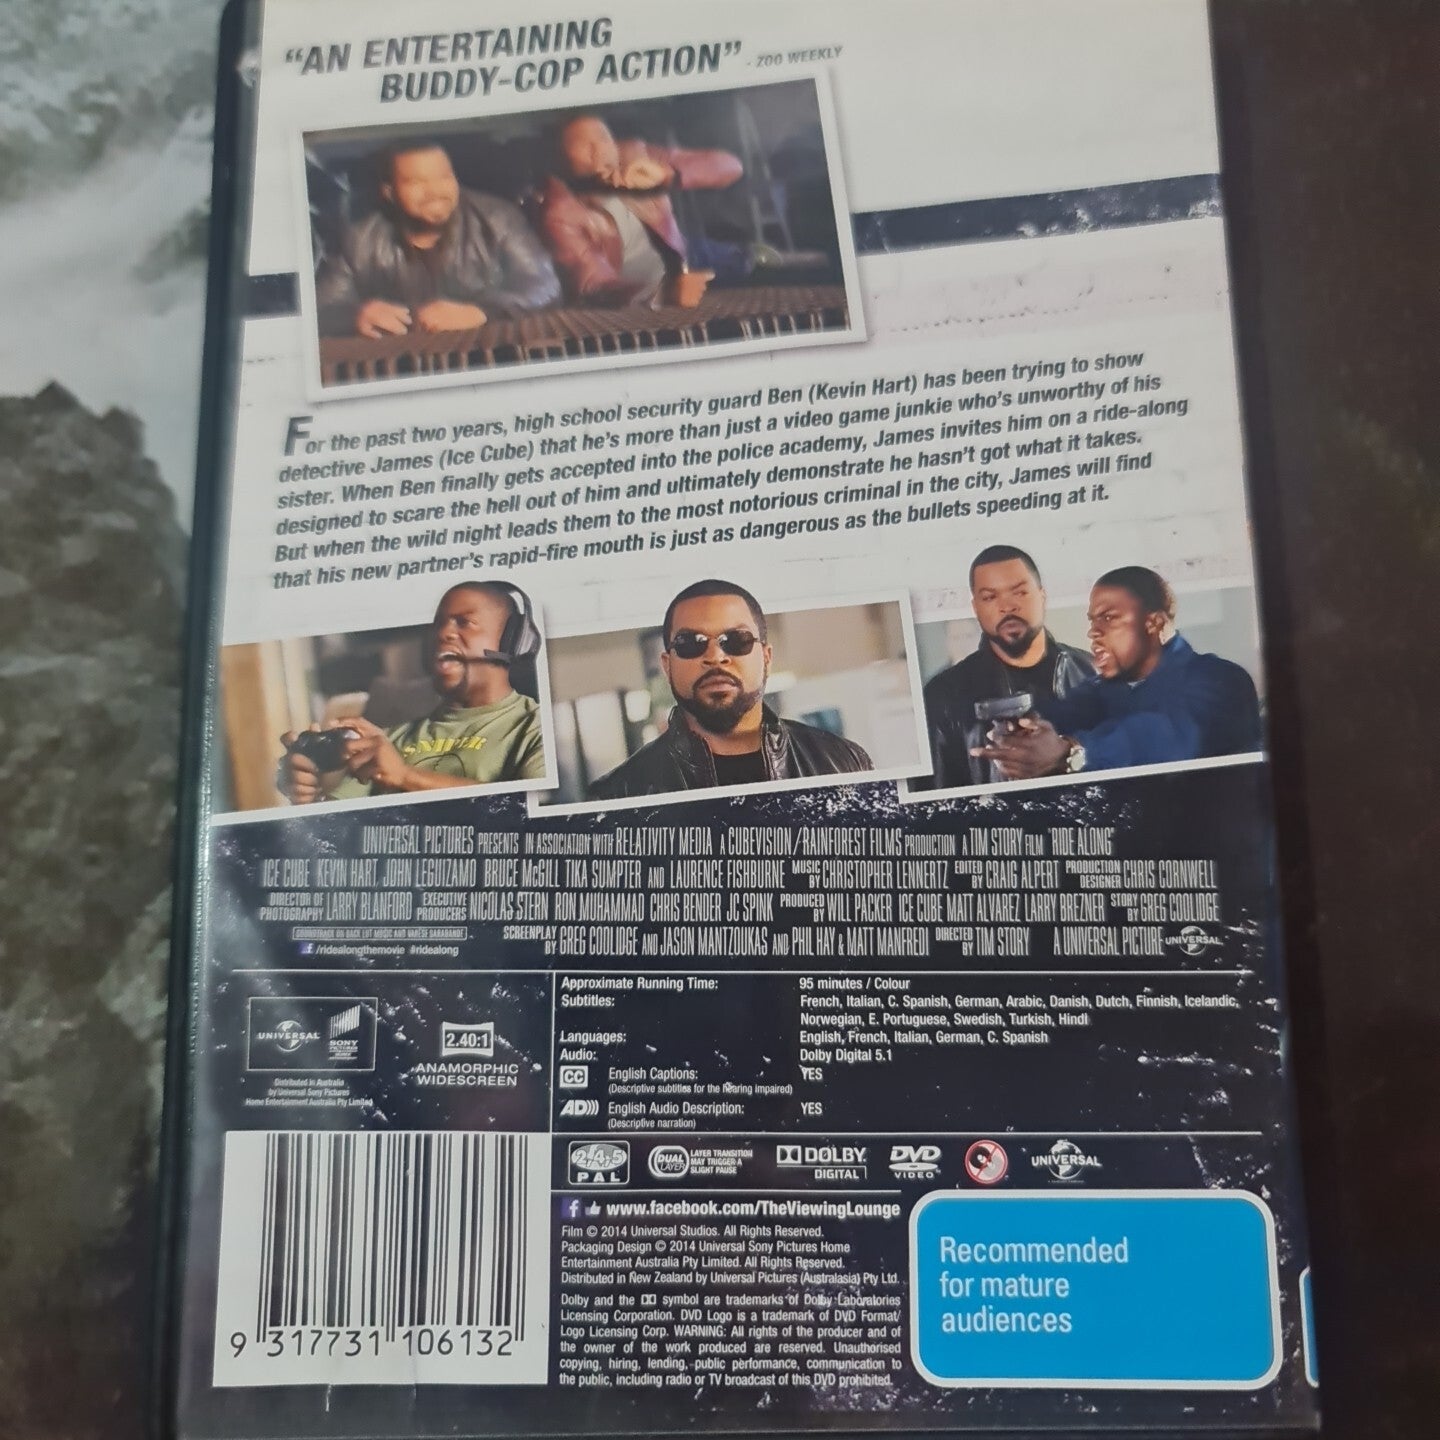 “AN ENTERTAINING
BUDDY-COP ACTION” - ZOO WEEKLY
For the past two years, high school security guard Ben (Kevin Hart) has been trying to show
detective James (Ice Cube) that he’s more than just a video game junkie who’s unworthy of his
sister. When Ben finally gets accepted into the police academy, James invites him on a ride-along
designed to scare the hell out of him and ultimately demonstrate he hasn’t got what it takes.
But when the wild night leads them to the most notorious criminal in the city, James will find
that his new partner’s rapid-fire mouth is just as dangerous as the bullets speeding at it.
SNIPER
UNIVERSAL PICTURES PRESENTS IN ASSOCIATION WITH RELATIVITY MEDIA A CUBEVISION/RAINFOREST FILMS PRODUCTION A TIM STORY FILM "RIDE ALONG"
ICE CUBE KEVIN HART JOHN LEGUIZAMO BRUCE McGILL TIKA SUMPTER AND LAURENCE FISHBURNE MUSIC BY CHRISTOPHER LENNERTZ EDITED BY CRAIG ALPERT PRODUCTION DESIGNER CHRIS CORNWELL
DIRECTOR OF PHOTOGRAPHY LARRY BLANFORD EXECUTIVE PRODUCERS NICOLAS STERN RON MUHAMMAD CHRIS BENDER JC SPINK PRODUCED BY WILL PACKER ICE CUBE MATT ALVAREZ LARRY BREZNER STORY BY GREG COOLIDGE
SOUNDTRACK ON BACK LOT MUSIC AND VARESE SARABANDE SCREENPLAY BY GREG COOLIDGE AND JASON MANTZOUKAS AND PHIL HAY & MATT MANFREDI DIRECTED BY TIM STORY A UNIVERSAL PICTURE UNIVERSAL
f /ridealongthemovie #ridealong
UNIVERSAL
SONY
PICTURES
HOME
Distributed in Australia
by Universal Sony Pictures
Home Entertainment Australia Pty Limited
2.40:1
ANAMORPHIC
WIDESCREEN
Approximate Running Time: 95 minutes / Colour
Subtitles: French, Italian, C. Spanish, German, Arabic, Danish, Dutch, Finnish, Icelandic,
Norwegian, E. Portuguese, Swedish, Turkish, Hindi
Languages: English, French, Italian, German, C. Spanish
Audio: Dolby Digital 5.1
CC English Captions: YES
(Descriptive subtitles for the hearing impaired)
AD))) English Audio Description: YES
(Descriptive narration)
2,4,5
PAL
DUAL
LAYER
LAYER TRANSITION
MAY TRIGGER A
SLIGHT PAUSE
DOLBY
DIGITAL
DVD
VIDEO
UNIVERSAL
f www.facebook.com/TheViewingLounge
Film © 2014 Universal Studios. All Rights Reserved.
Packaging Design © 2014 Universal Sony Pictures Home
Entertainment Australia Pty Limited. All Rights Reserved.
Distributed in New Zealand by Universal Pictures (Australasia) Pty Ltd.
Dolby and the DD symbol are trademarks of Dolby Laboratories
Licensing Corporation. DVD Logo is a trademark of DVD Format/
Logo Licensing Corp. WARNING: All rights of the producer and of
the owner of the work produced are reserved. Unauthorised
copying, hiring, lending, public performance, communication to
the public, including radio or TV broadcast of this DVD prohibited.
9 317731 106132
Recommended
for mature
audiences